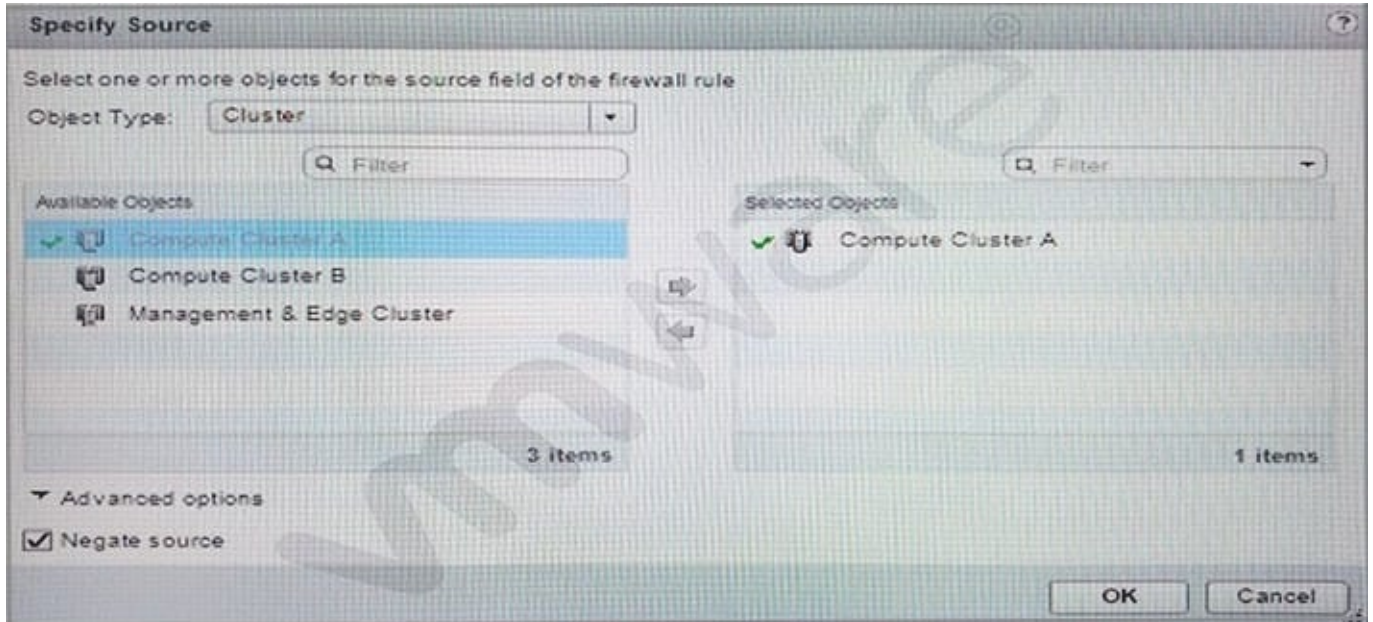 Specify Source
?
Select one or more objects for the source field of the firewall rule
Object Type: Cluster
Filter
Filter
Available Objects
Selected Objects
Compute Cluster A
Compute Cluster A
Compute Cluster B
Management & Edge Cluster
3 items
1 items
Advanced options
Negate source
OK
Cancel
vmware